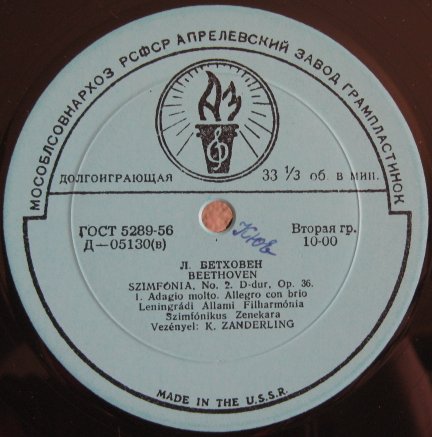 МОСОБЛСОВНАРХОЗ РСФСР АПРЕЛЕВСКИЙ ЗАВОД ГРАМПЛАСТИНОК
АЗ
ДОЛГОИГРАЮЩАЯ 33 1/3 об. в мин.
ГОСТ 5289-56 Вторая гр.
Д—05130(в) 10-00
Л. БЕТХОВЕН
BEETHOVEN
SZIMFÓNIA, No. 2. D-dur, Op. 36.
1. Adagio molto. Allegro con brio
Leningrádi Allami Filharmónia
Szimfónikus Zenekara
Vezényel: K. ZANDERLING
MADE IN THE U.S.S.R.